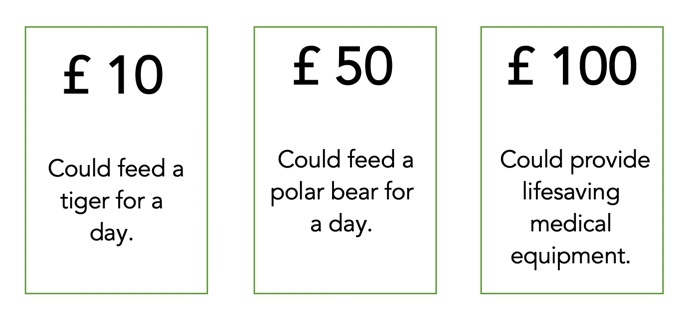 £ 10
Could feed a
tiger for a
day.
£ 50
Could feed a
polar bear for
a day.
£ 100
Could provide
lifesaving
medical
equipment.